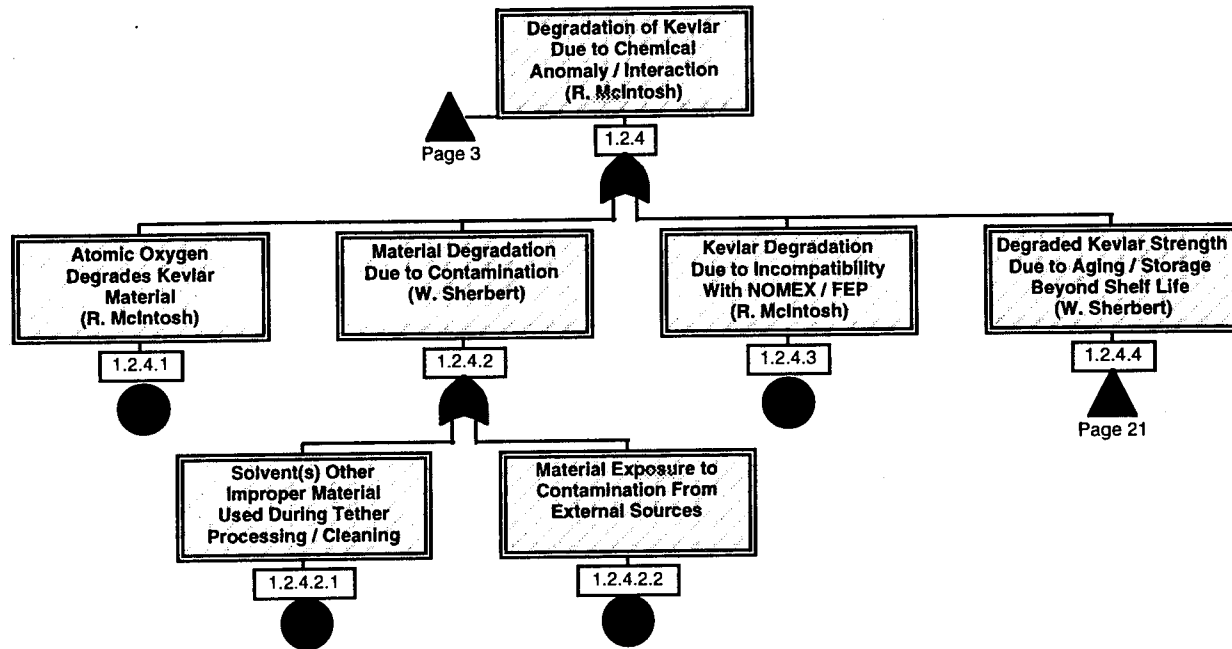 Degradation of Kevlar
Due to Chemical
Anomaly / Interaction
(R. McIntosh)
Page 3
1.2.4
Atomic Oxygen
Degrades Kevlar
Material
(R. McIntosh)
1.2.4.1
Material Degradation
Due to Contamination
(W. Sherbert)
1.2.4.2
Kevlar Degradation
Due to Incompatibility
With NOMEX / FEP
(R. McIntosh)
1.2.4.3
Degraded Kevlar Strength
Due to Aging / Storage
Beyond Shelf Life
(W. Sherbert)
1.2.4.4
Page 21
Solvent(s) Other
Improper Material
Used During Tether
Processing / Cleaning
1.2.4.2.1
Material Exposure to
Contamination From
External Sources
1.2.4.2.2